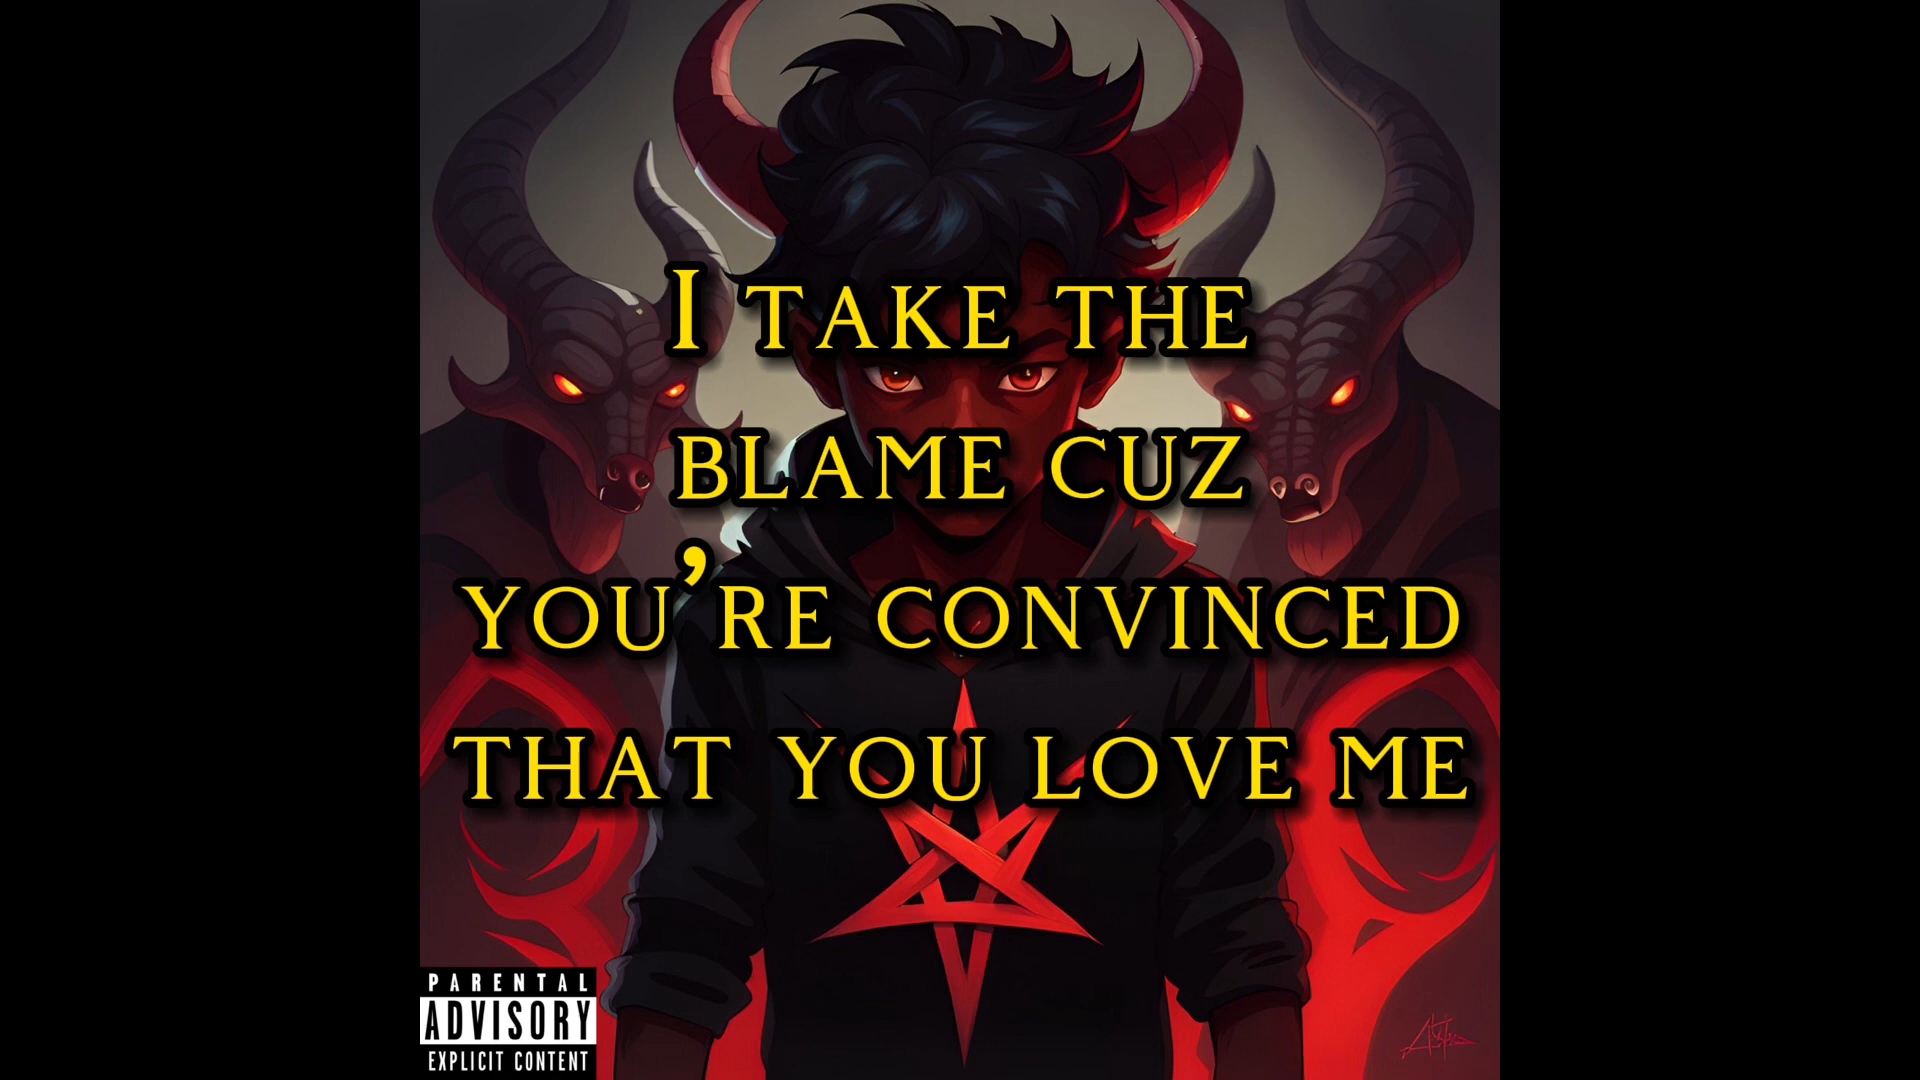 I TAKE THE
BLAME CUZ
YOU'RE CONVINCED
THAT YOU LOVE ME
PARENTAL
ADVISORY
EXPLICIT CONTENT